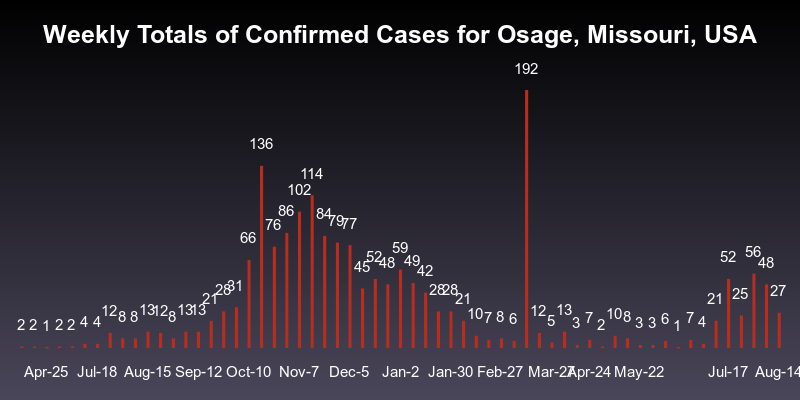 Weekly Totals of Confirmed Cases for Osage, Missouri, USA
2 2 1 2 2 4 4 12 8 8 13 12 8 13 13 21 28 31 66 136 76 86 102 114 84 79 77 45 52 48 59 49 42 28 28 21 10 7 8 6 192 12 5 13 3 7 2 10 8 3 3 6 1 7 4 21 52 25 56 48 27
Apr-25 Jul-18 Aug-15 Sep-12 Oct-10 Nov-7 Dec-5 Jan-2 Jan-30 Feb-27 Mar-27 Apr-24 May-22 Jul-17 Aug-14